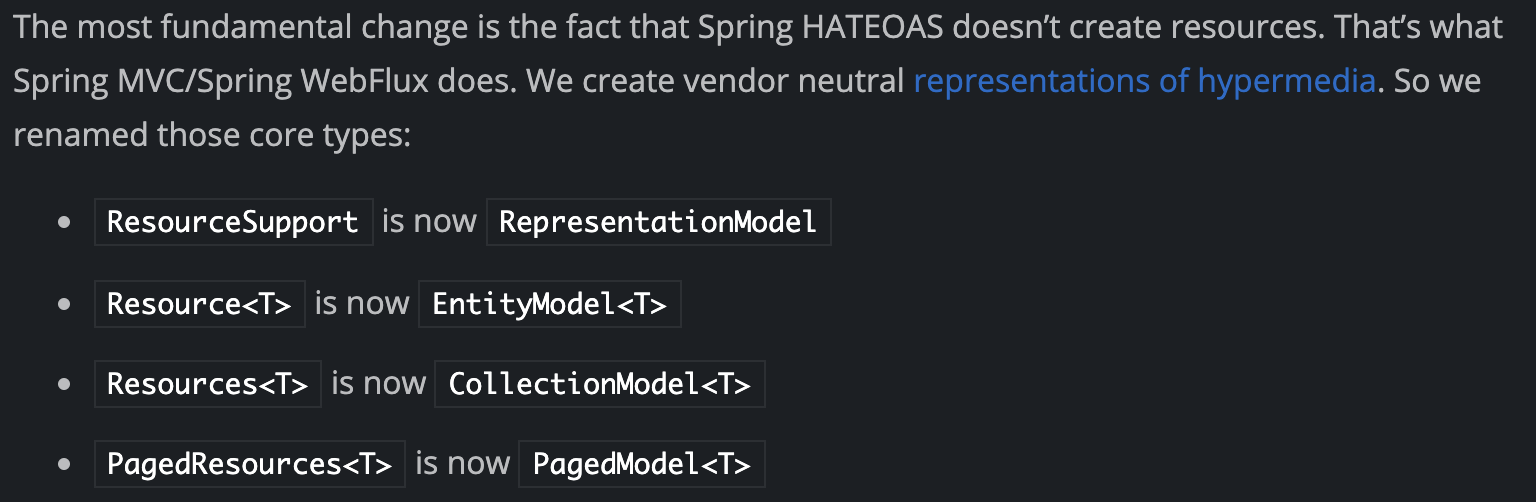 The most fundamental change is the fact that Spring HATEOAS doesn’t create resources. That’s what
Spring MVC/Spring WebFlux does. We create vendor neutral representations of hypermedia. So we
renamed those core types:
• ResourceSupport is now RepresentationModel
• Resource<T> is now EntityModel<T>
• Resources<T> is now CollectionModel<T>
• PagedResources<T> is now PagedModel<T>